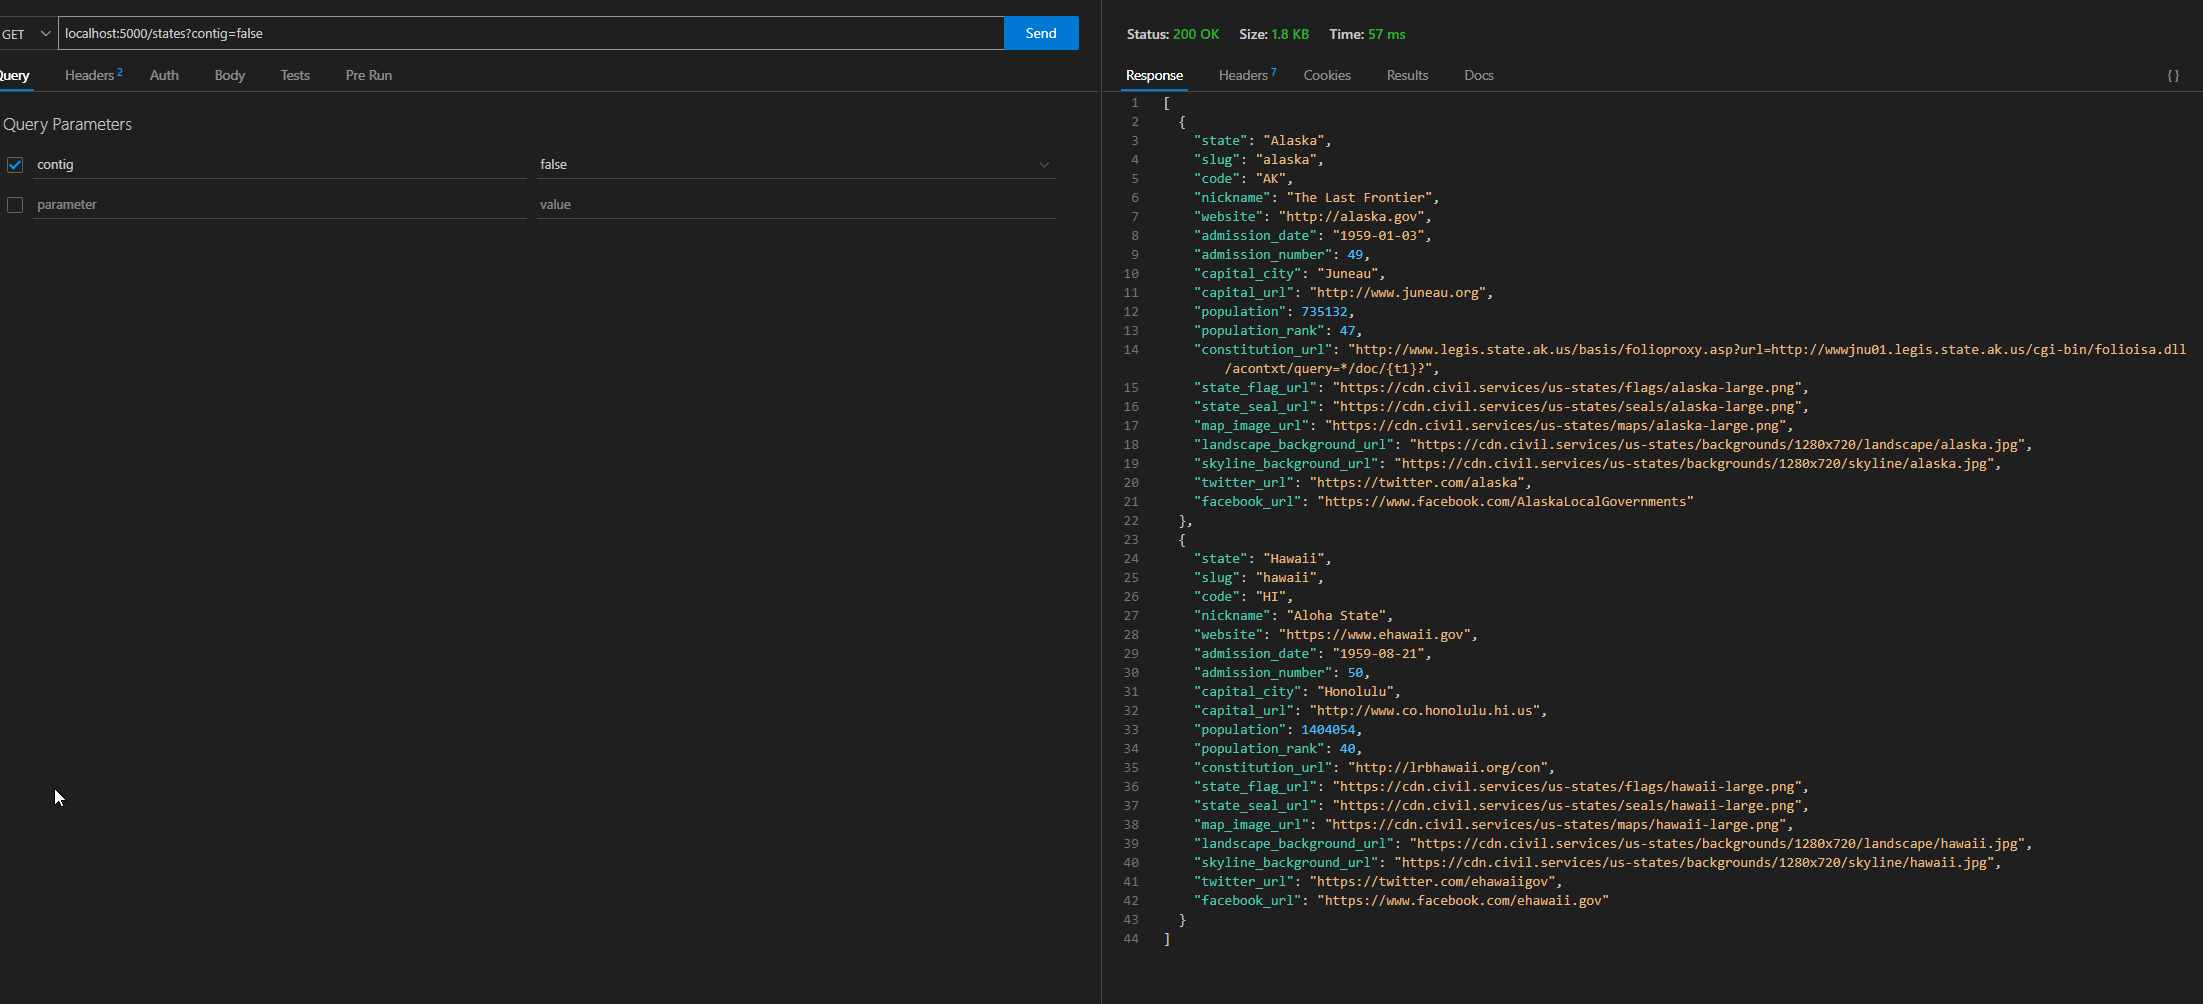 GET localhost:5000/states?contig=false Send
Query Headers 2 Auth Body Tests Pre Run
Query Parameters
contig false
parameter value
Status: 200 OK Size: 1.8 KB Time: 57 ms
Response Headers 7 Cookies Results Docs {}
1 [
2 {
3 "state": "Alaska",
4 "slug": "alaska",
5 "code": "AK",
6 "nickname": "The Last Frontier",
7 "website": "http://alaska.gov",
8 "admission_date": "1959-01-03",
9 "admission_number": 49,
10 "capital_city": "Juneau",
11 "capital_url": "http://www.juneau.org",
12 "population": 735132,
13 "population_rank": 47,
14 "constitution_url": "http://www.legis.state.ak.us/basis/folioproxy.asp?url=http://wwwjnu01.legis.state.ak.us/cgi-bin/folioisa.dll
/acontxt/query=*/doc/{t1}?",
15 "state_flag_url": "https://cdn.civil.services/us-states/flags/alaska-large.png",
16 "state_seal_url": "https://cdn.civil.services/us-states/seals/alaska-large.png",
17 "map_image_url": "https://cdn.civil.services/us-states/maps/alaska-large.png",
18 "landscape_background_url": "https://cdn.civil.services/us-states/backgrounds/1280x720/landscape/alaska.jpg",
19 "skyline_background_url": "https://cdn.civil.services/us-states/backgrounds/1280x720/skyline/alaska.jpg",
20 "twitter_url": "https://twitter.com/alaska",
21 "facebook_url": "https://www.facebook.com/AlaskaLocalGovernments"
22 },
23 {
24 "state": "Hawaii",
25 "slug": "hawaii",
26 "code": "HI",
27 "nickname": "Aloha State",
28 "website": "https://www.ehawaii.gov",
29 "admission_date": "1959-08-21",
30 "admission_number": 50,
31 "capital_city": "Honolulu",
32 "capital_url": "http://www.co.honolulu.hi.us",
33 "population": 1404054,
34 "population_rank": 40,
35 "constitution_url": "http://lrbhawaii.org/con",
36 "state_flag_url": "https://cdn.civil.services/us-states/flags/hawaii-large.png",
37 "state_seal_url": "https://cdn.civil.services/us-states/seals/hawaii-large.png",
38 "map_image_url": "https://cdn.civil.services/us-states/maps/hawaii-large.png",
39 "landscape_background_url": "https://cdn.civil.services/us-states/backgrounds/1280x720/landscape/hawaii.jpg",
40 "skyline_background_url": "https://cdn.civil.services/us-states/backgrounds/1280x720/skyline/hawaii.jpg",
41 "twitter_url": "https://twitter.com/ehawaiigov",
42 "facebook_url": "https://www.facebook.com/ehawaii.gov"
43 }
44 ]